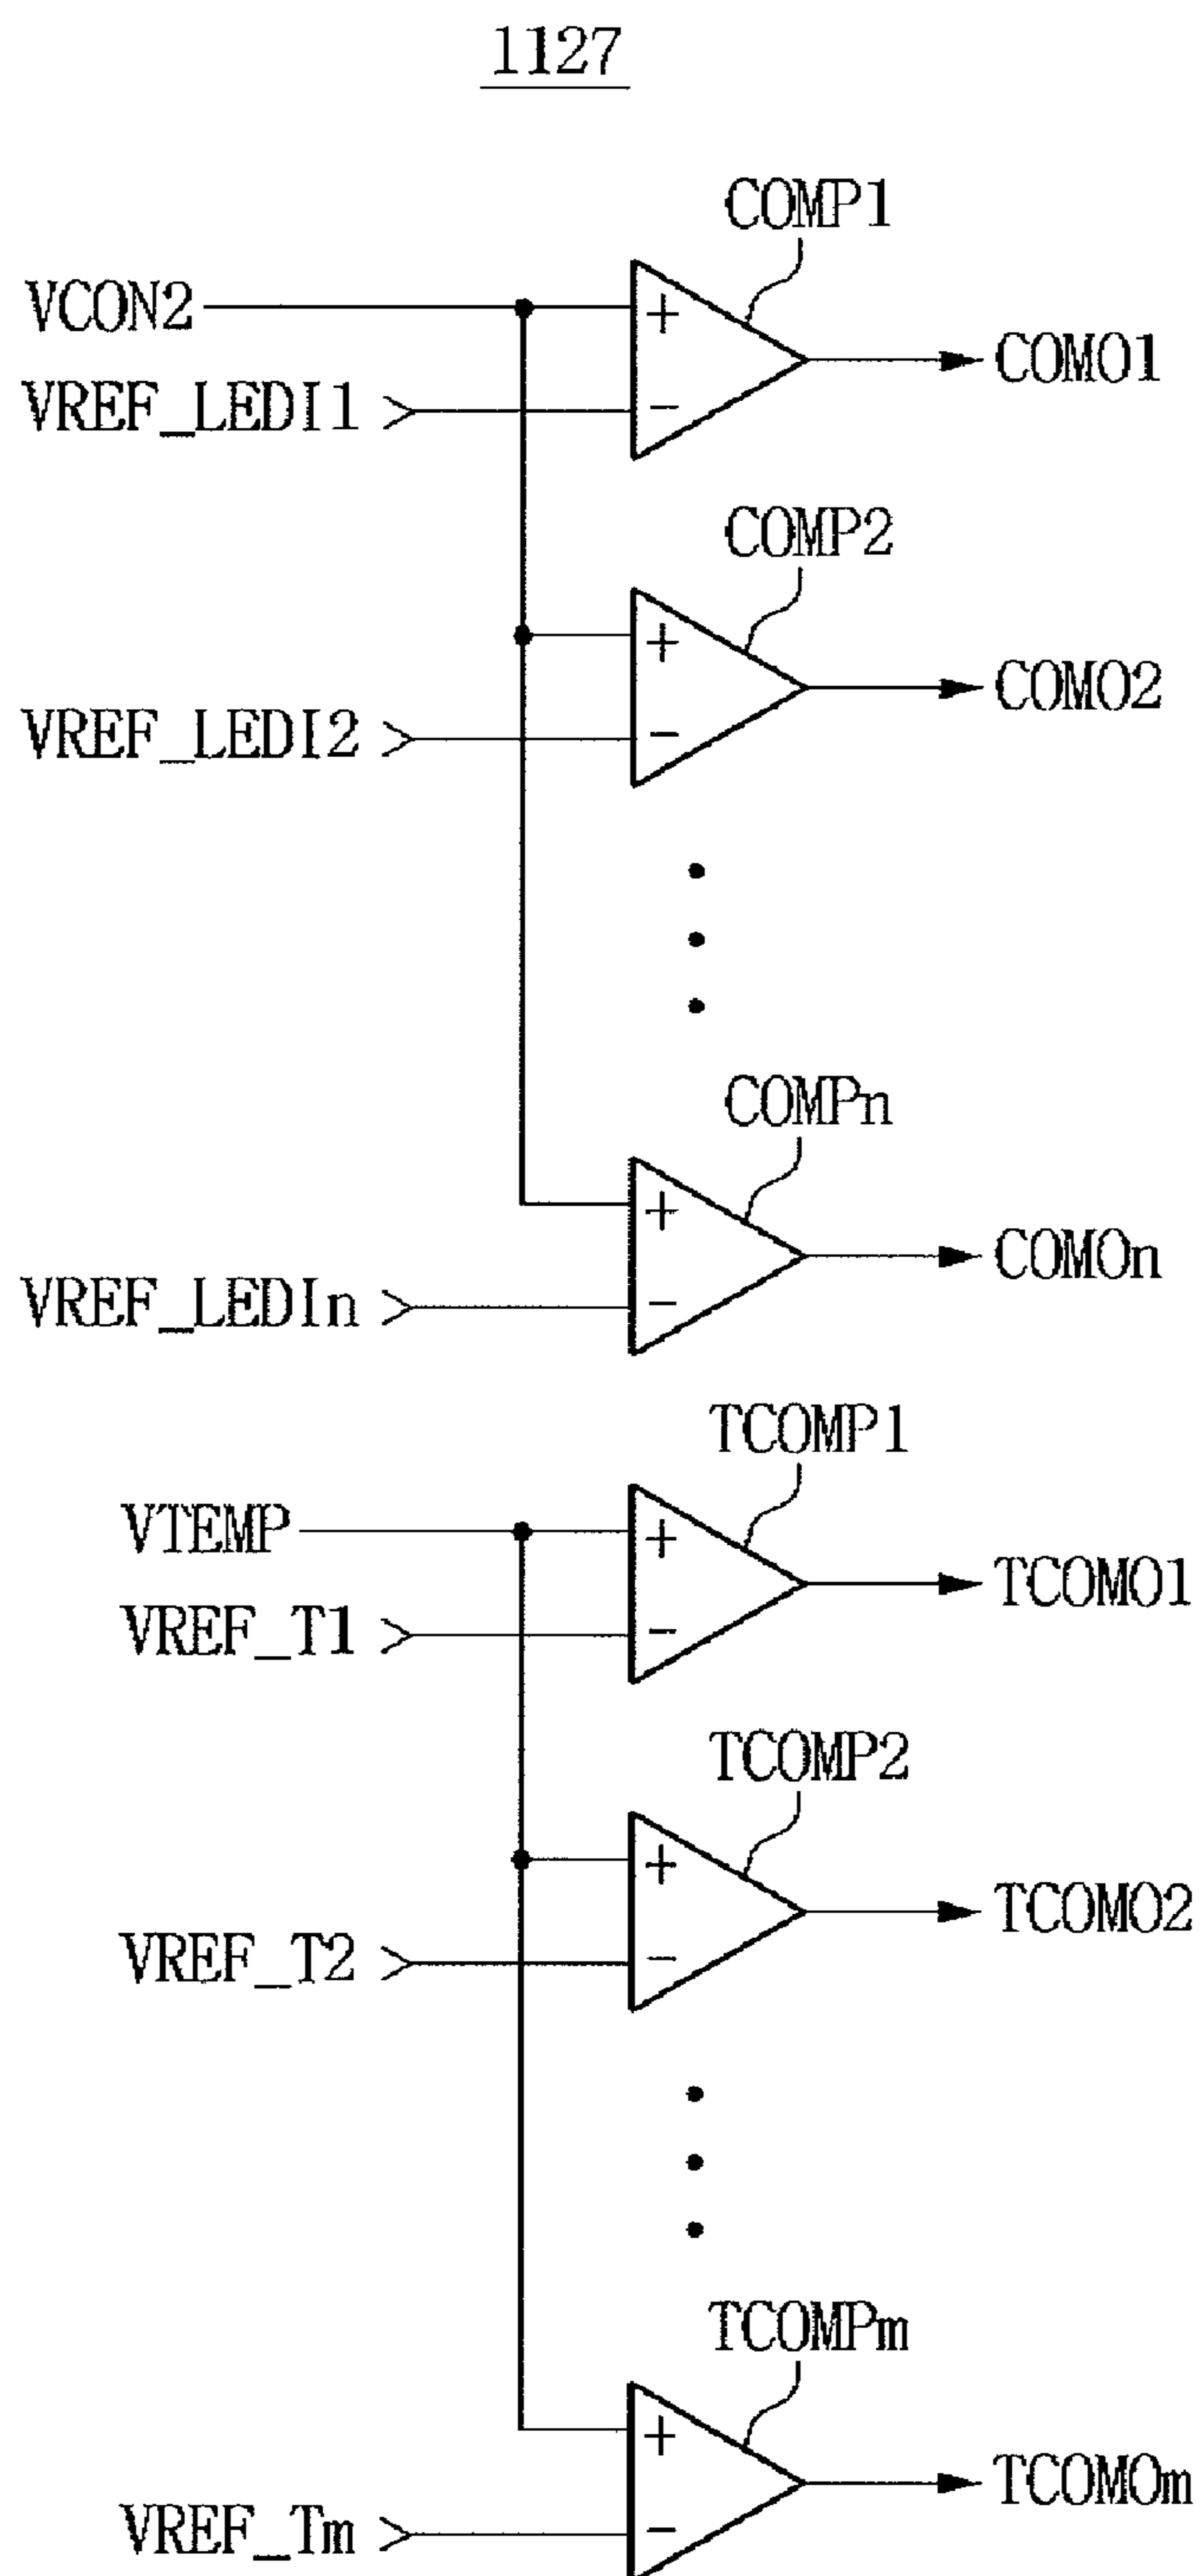 1127
COMP1
VCON2
+
COMO1
VREF_LEDI1
−
COMP2
+
COMO2
VREF_LEDI2
−
COMPn
+
COMOn
VREF_LEDIn
−
TCOMP1
VTEMP
+
TCOMO1
VREF_T1
−
TCOMP2
+
TCOMO2
VREF_T2
−
TCOMPm
+
TCOMOm
VREF_Tm
−